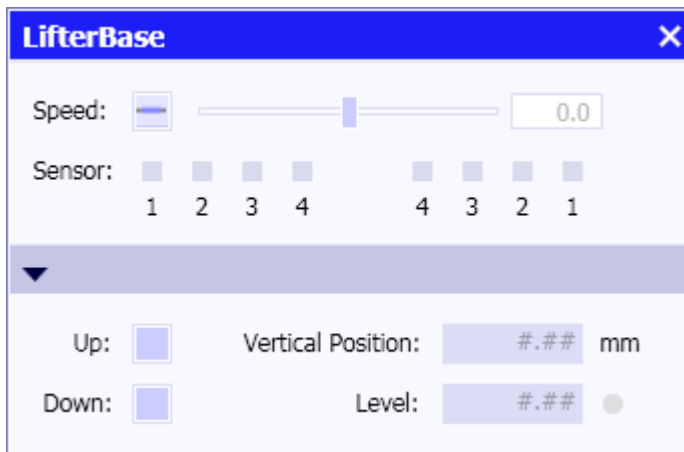 LifterBase
Speed: 0.0
Sensor:
1 2 3 4 4 3 2 1
Up: Vertical Position: #.## mm
Down: Level: #.##